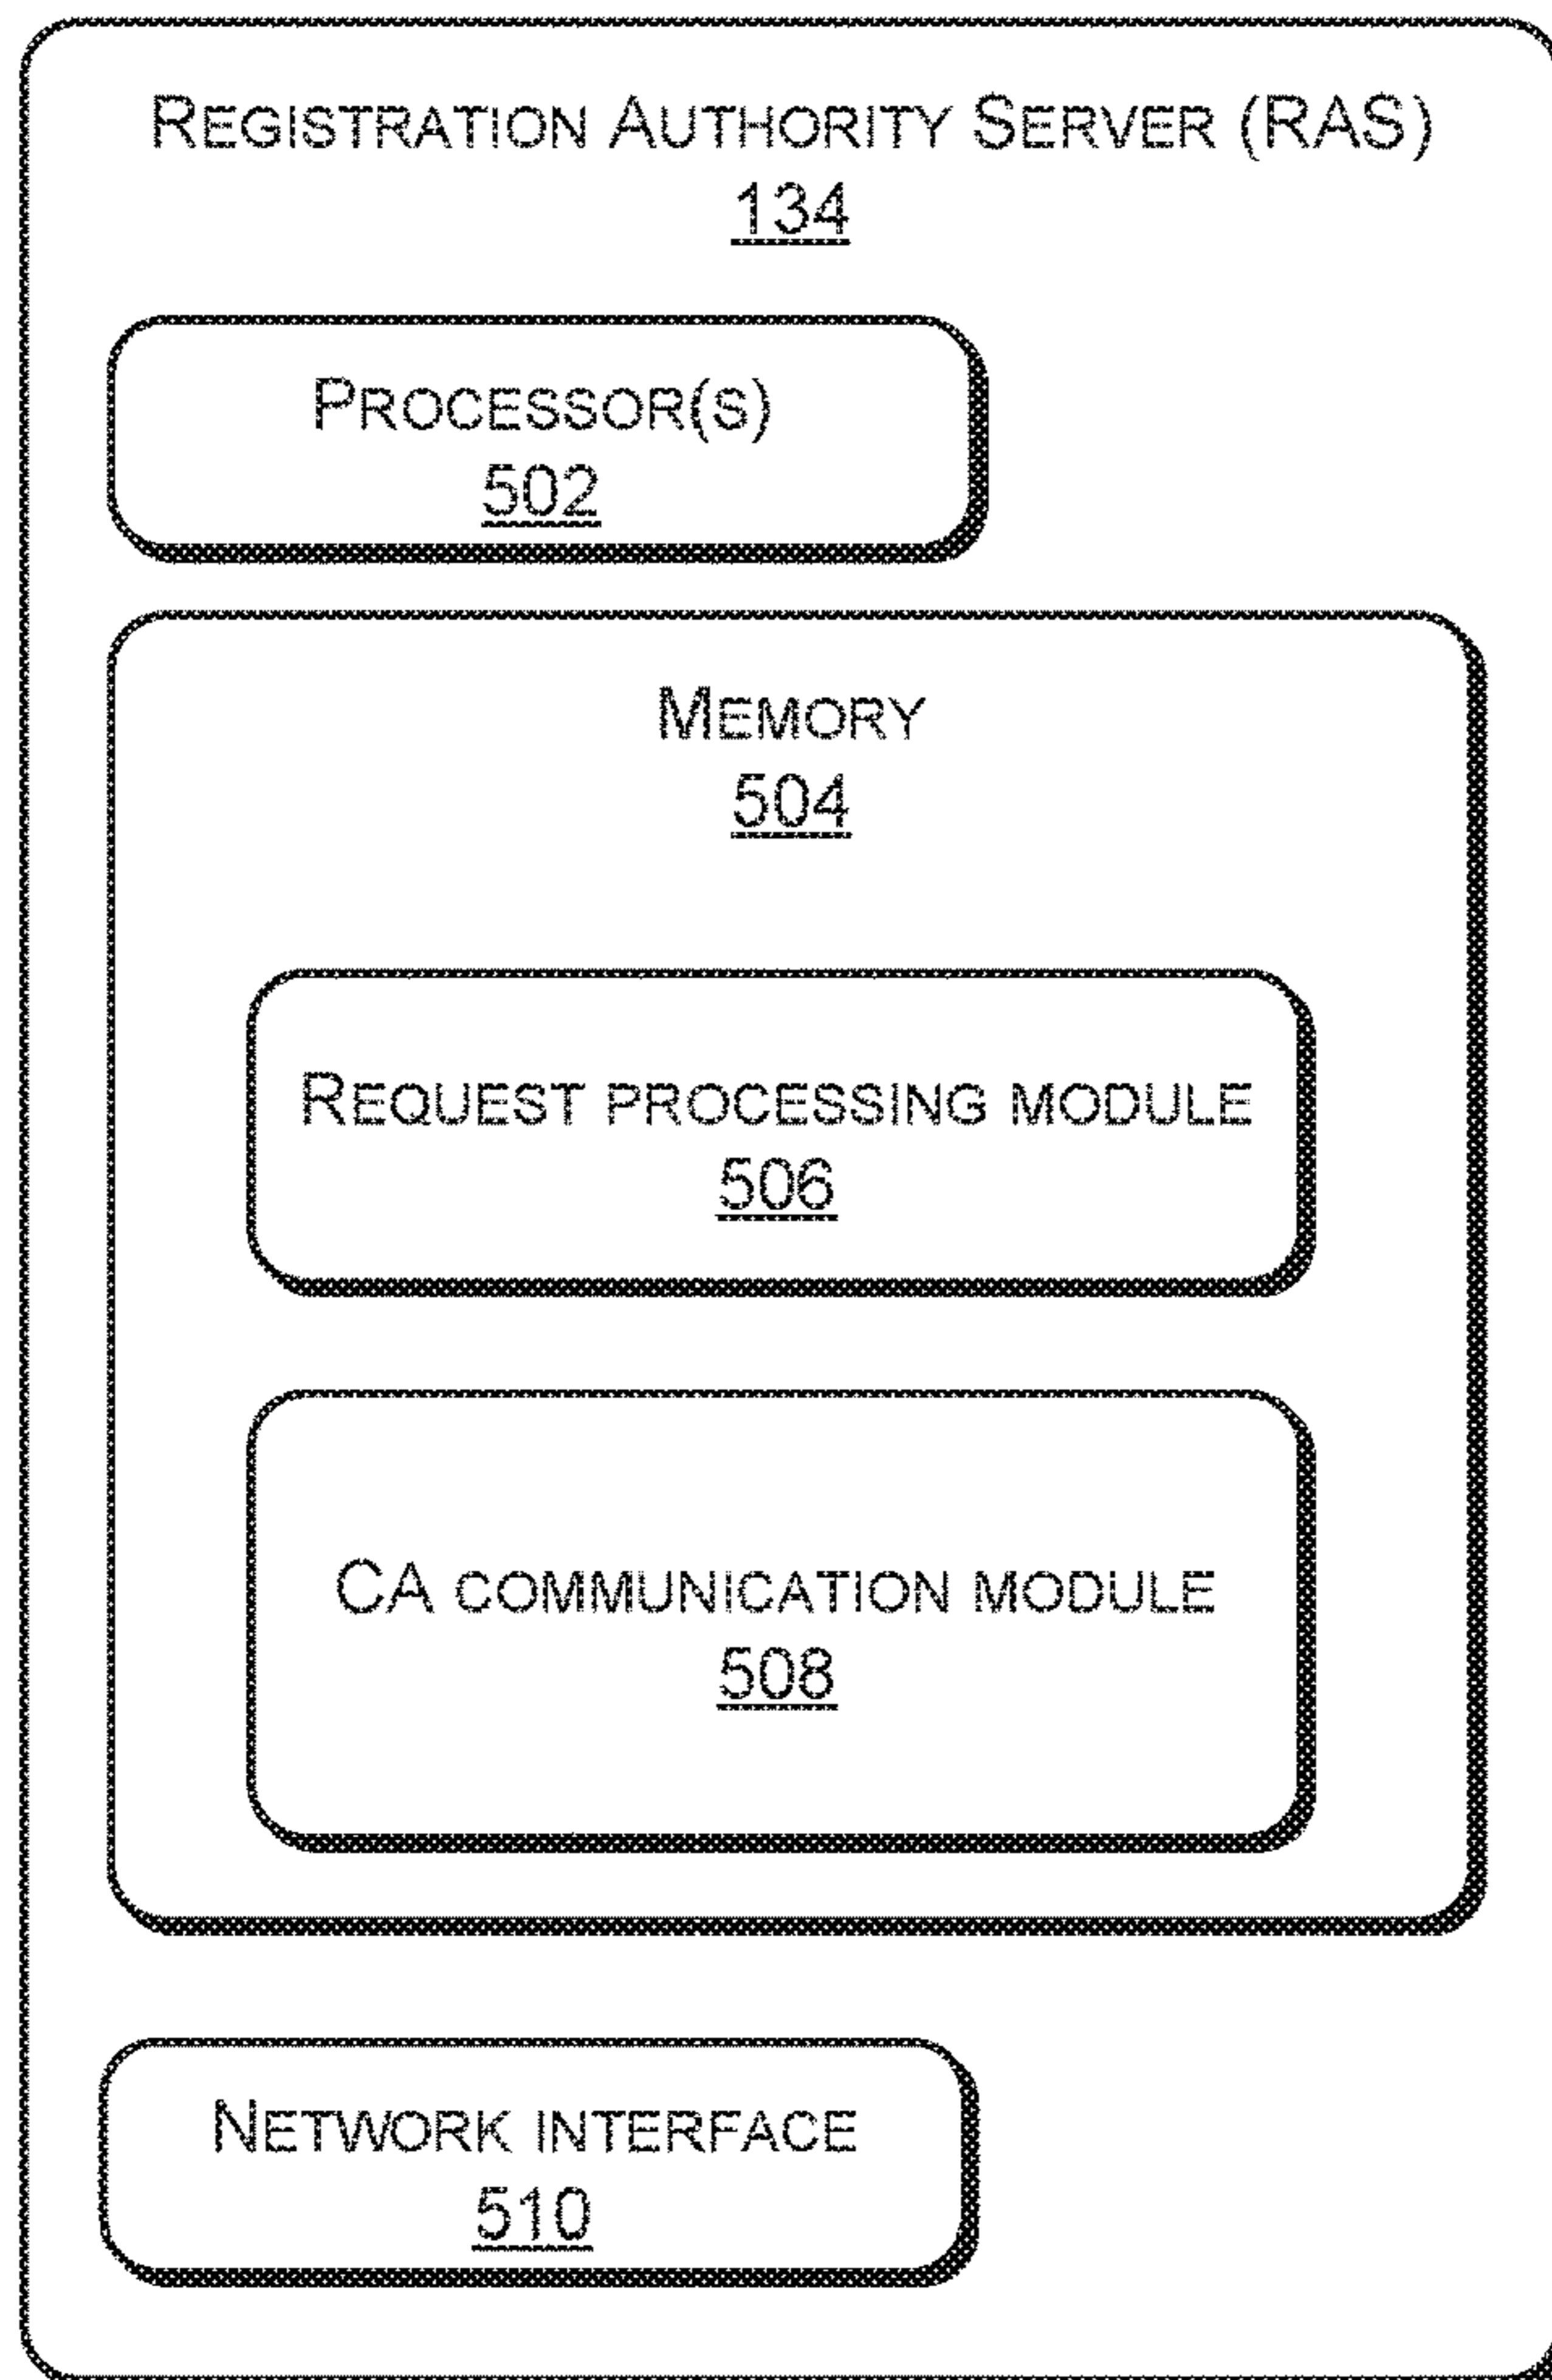 REGISTRATION AUTHORITY SERVER (RAS)
134
PROCESSOR(S)
502
MEMORY
504
REQUEST PROCESSING MODULE
506
CA COMMUNICATION MODULE
508
NETWORK INTERFACE
510